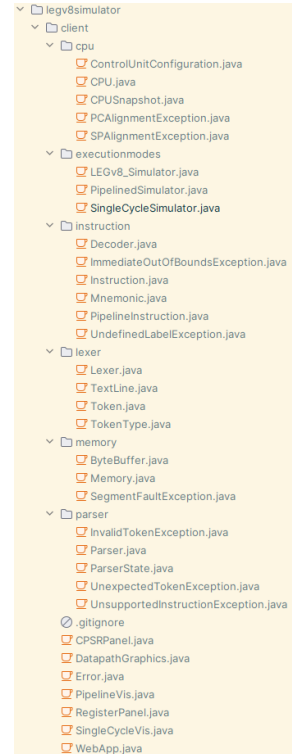 legv8simulator
client
cpu
ControlUnitConfiguration.java
CPU.java
CPUSnapshot.java
PCAlignmentException.java
SPAlignmentException.java
executionmodes
LEGv8_Simulator.java
PipelinedSimulator.java
SingleCycleSimulator.java
instruction
Decoder.java
ImmediateOutOfBoundsException.java
Instruction.java
Mnemonic.java
PipelineInstruction.java
UndefinedLabelException.java
lexer
Lexer.java
TextLine.java
Token.java
TokenType.java
memory
ByteBuffer.java
Memory.java
SegmentFaultException.java
parser
InvalidTokenException.java
Parser.java
ParserState.java
UnexpectedTokenException.java
UnsupportedInstructionException.java
.gitignore
CPSRPanel.java
DatapathGraphics.java
Error.java
PipelineVis.java
RegisterPanel.java
SingleCycleVis.java
WebApp.java